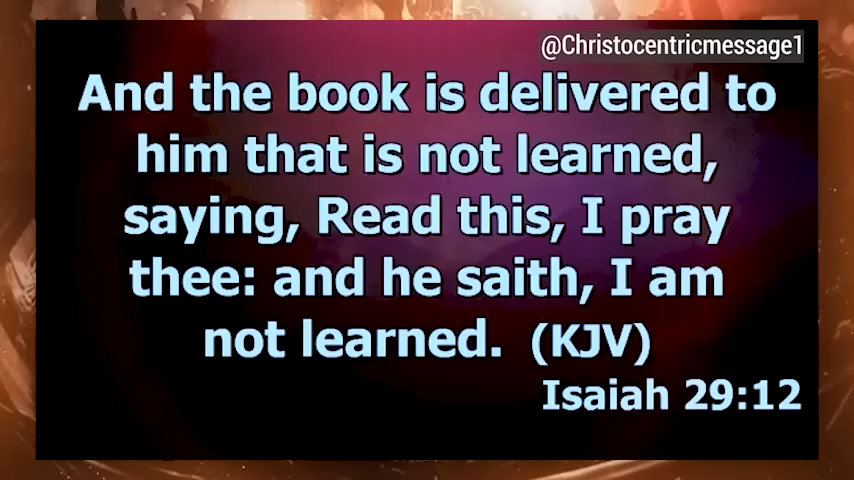 @Christocentricmessage1
And the book is delivered to
him that is not learned,
saying, Read this, I pray
thee: and he saith, I am
not learned. (KJV)
Isaiah 29:12